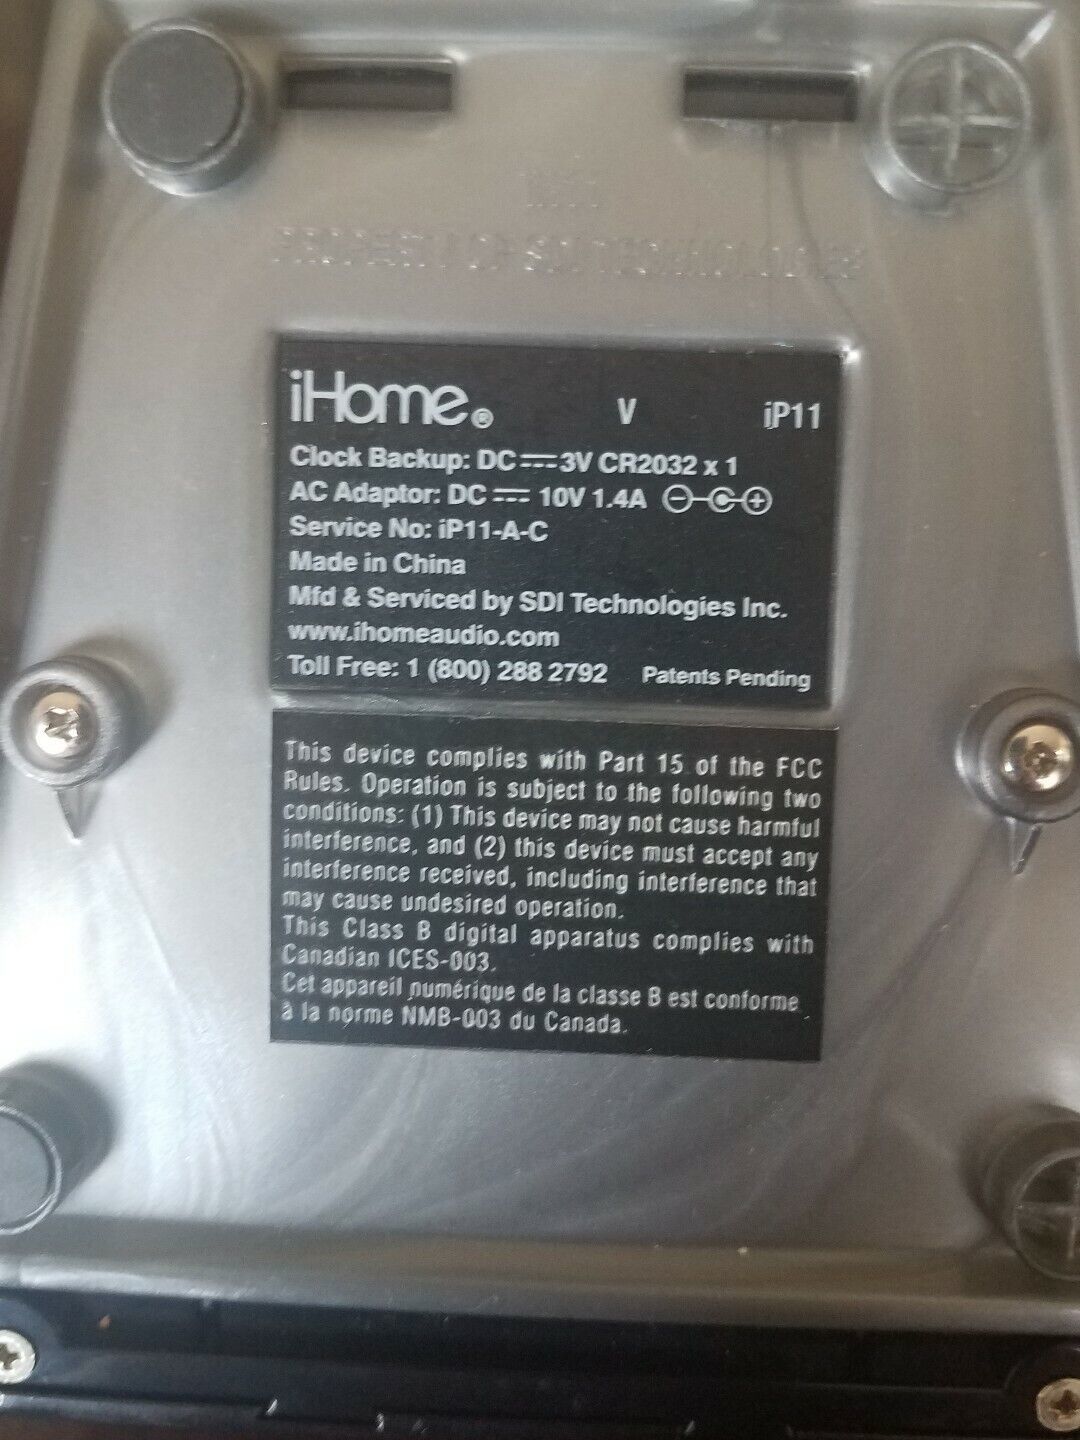 PROPERTY OF SDI TECHNOLOGIES
iHome® V iP11
Clock Backup: DC⎓3V CR2032 x 1
AC Adaptor: DC⎓ 10V 1.4A
Service No: iP11-A-C
Made in China
Mfd & Serviced by SDI Technologies Inc.
www.ihomeaudio.com
Toll Free: 1 (800) 288 2792 Patents Pending
This device complies with Part 15 of the FCC
Rules. Operation is subject to the following two
conditions: (1) This device may not cause harmful
interference, and (2) this device must accept any
interference received, including interference that
may cause undesired operation.
This Class B digital apparatus complies with
Canadian ICES-003.
Cet appareil numérique de la classe B est conforme
à la norme NMB-003 du Canada.